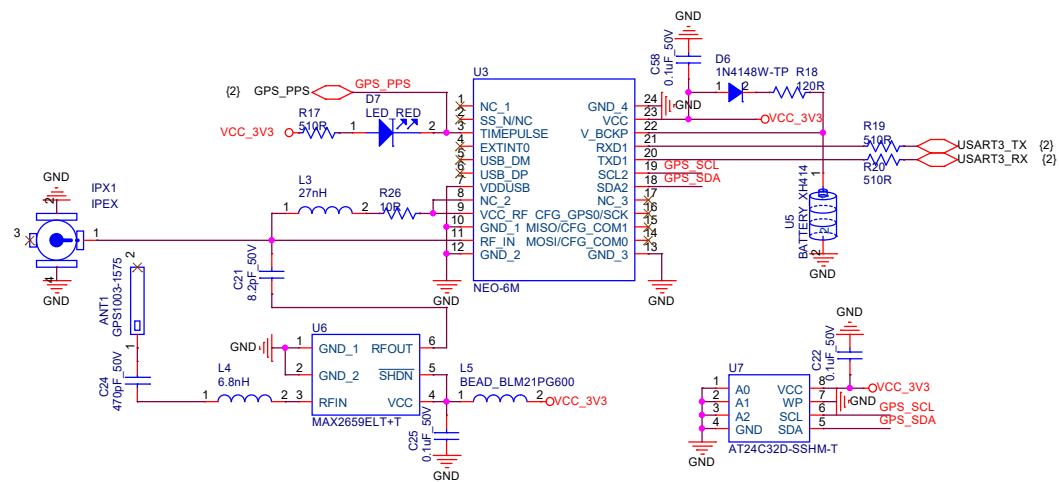 GND
C58
0.1uF_50V
D6
1N4148W-TP
1 2
R18
120R
U3
{2} GPS_PPS
GPS_PPS
D7
LED_RED
R17
510R
VCC_3V3
1 2
1 NC_1
2 SS_N/NC
3 TIMEPULSE
4 EXTINT0
5 USB_DM
6 USB_DP
7 VDDUSB
8 NC_2
9 VCC_RF
10 GND_1
11 RF_IN
12 GND_2
GND_4 24
VCC 23
V_BCKP 22
RXD1 21
TXD1 20
SCL2 19
SDA2 18
NC_3 17
CFG_GPS0/SCK 16
MISO/CFG_COM1 15
MOSI/CFG_COM0 14
GND_3 13
NEO-6M
GND
VCC_3V3
R19
510R
USART3_TX {2}
USART3_RX {2}
R20
510R
GPS_SCL
GPS_SDA
1
U5
BATTERY_XH414
2
2
GND
GND
GND
GND
2
IPX1
IPEX
3
1
4
GND
L3
27nH
R26
10R
C21
8.2pF_50V
2
ANT1
GPS1003-1575
1
C24
470pF_50V
L4
6.8nH
U6
GND
1 GND_1
2 GND_2
3 RFIN
RFOUT 6
SHDN 5
VCC 4
MAX2659ELT+T
L5
BEAD_BLM21PG600
1 2
VCC_3V3
C25
0.1uF_50V
GND
GND
C22
0.1uF_50V
U7
1 A0
2 A1
3 A2
4 GND
VCC 8
WP 7
SCL 6
SDA 5
AT24C32D-SSHM-T
VCC_3V3
GND
GPS_SCL
GPS_SDA
GND